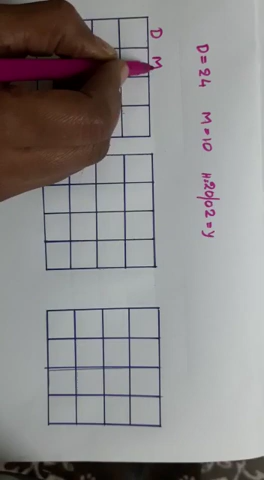 D = 24 M = 10 H = 20/02 = y
D M